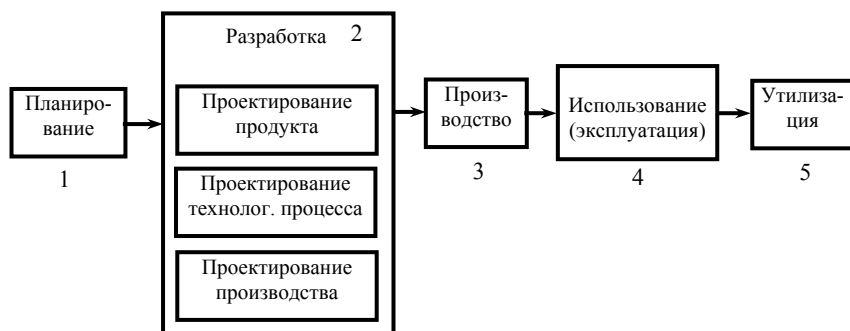 Планиро-
вание
1
Разработка 2
Проектирование
продукта
Проектирование
технолог. процесса
Проектирование
производства
Произ-
водство
3
Использование
(эксплуатация)
4
Утилиза-
ция
5